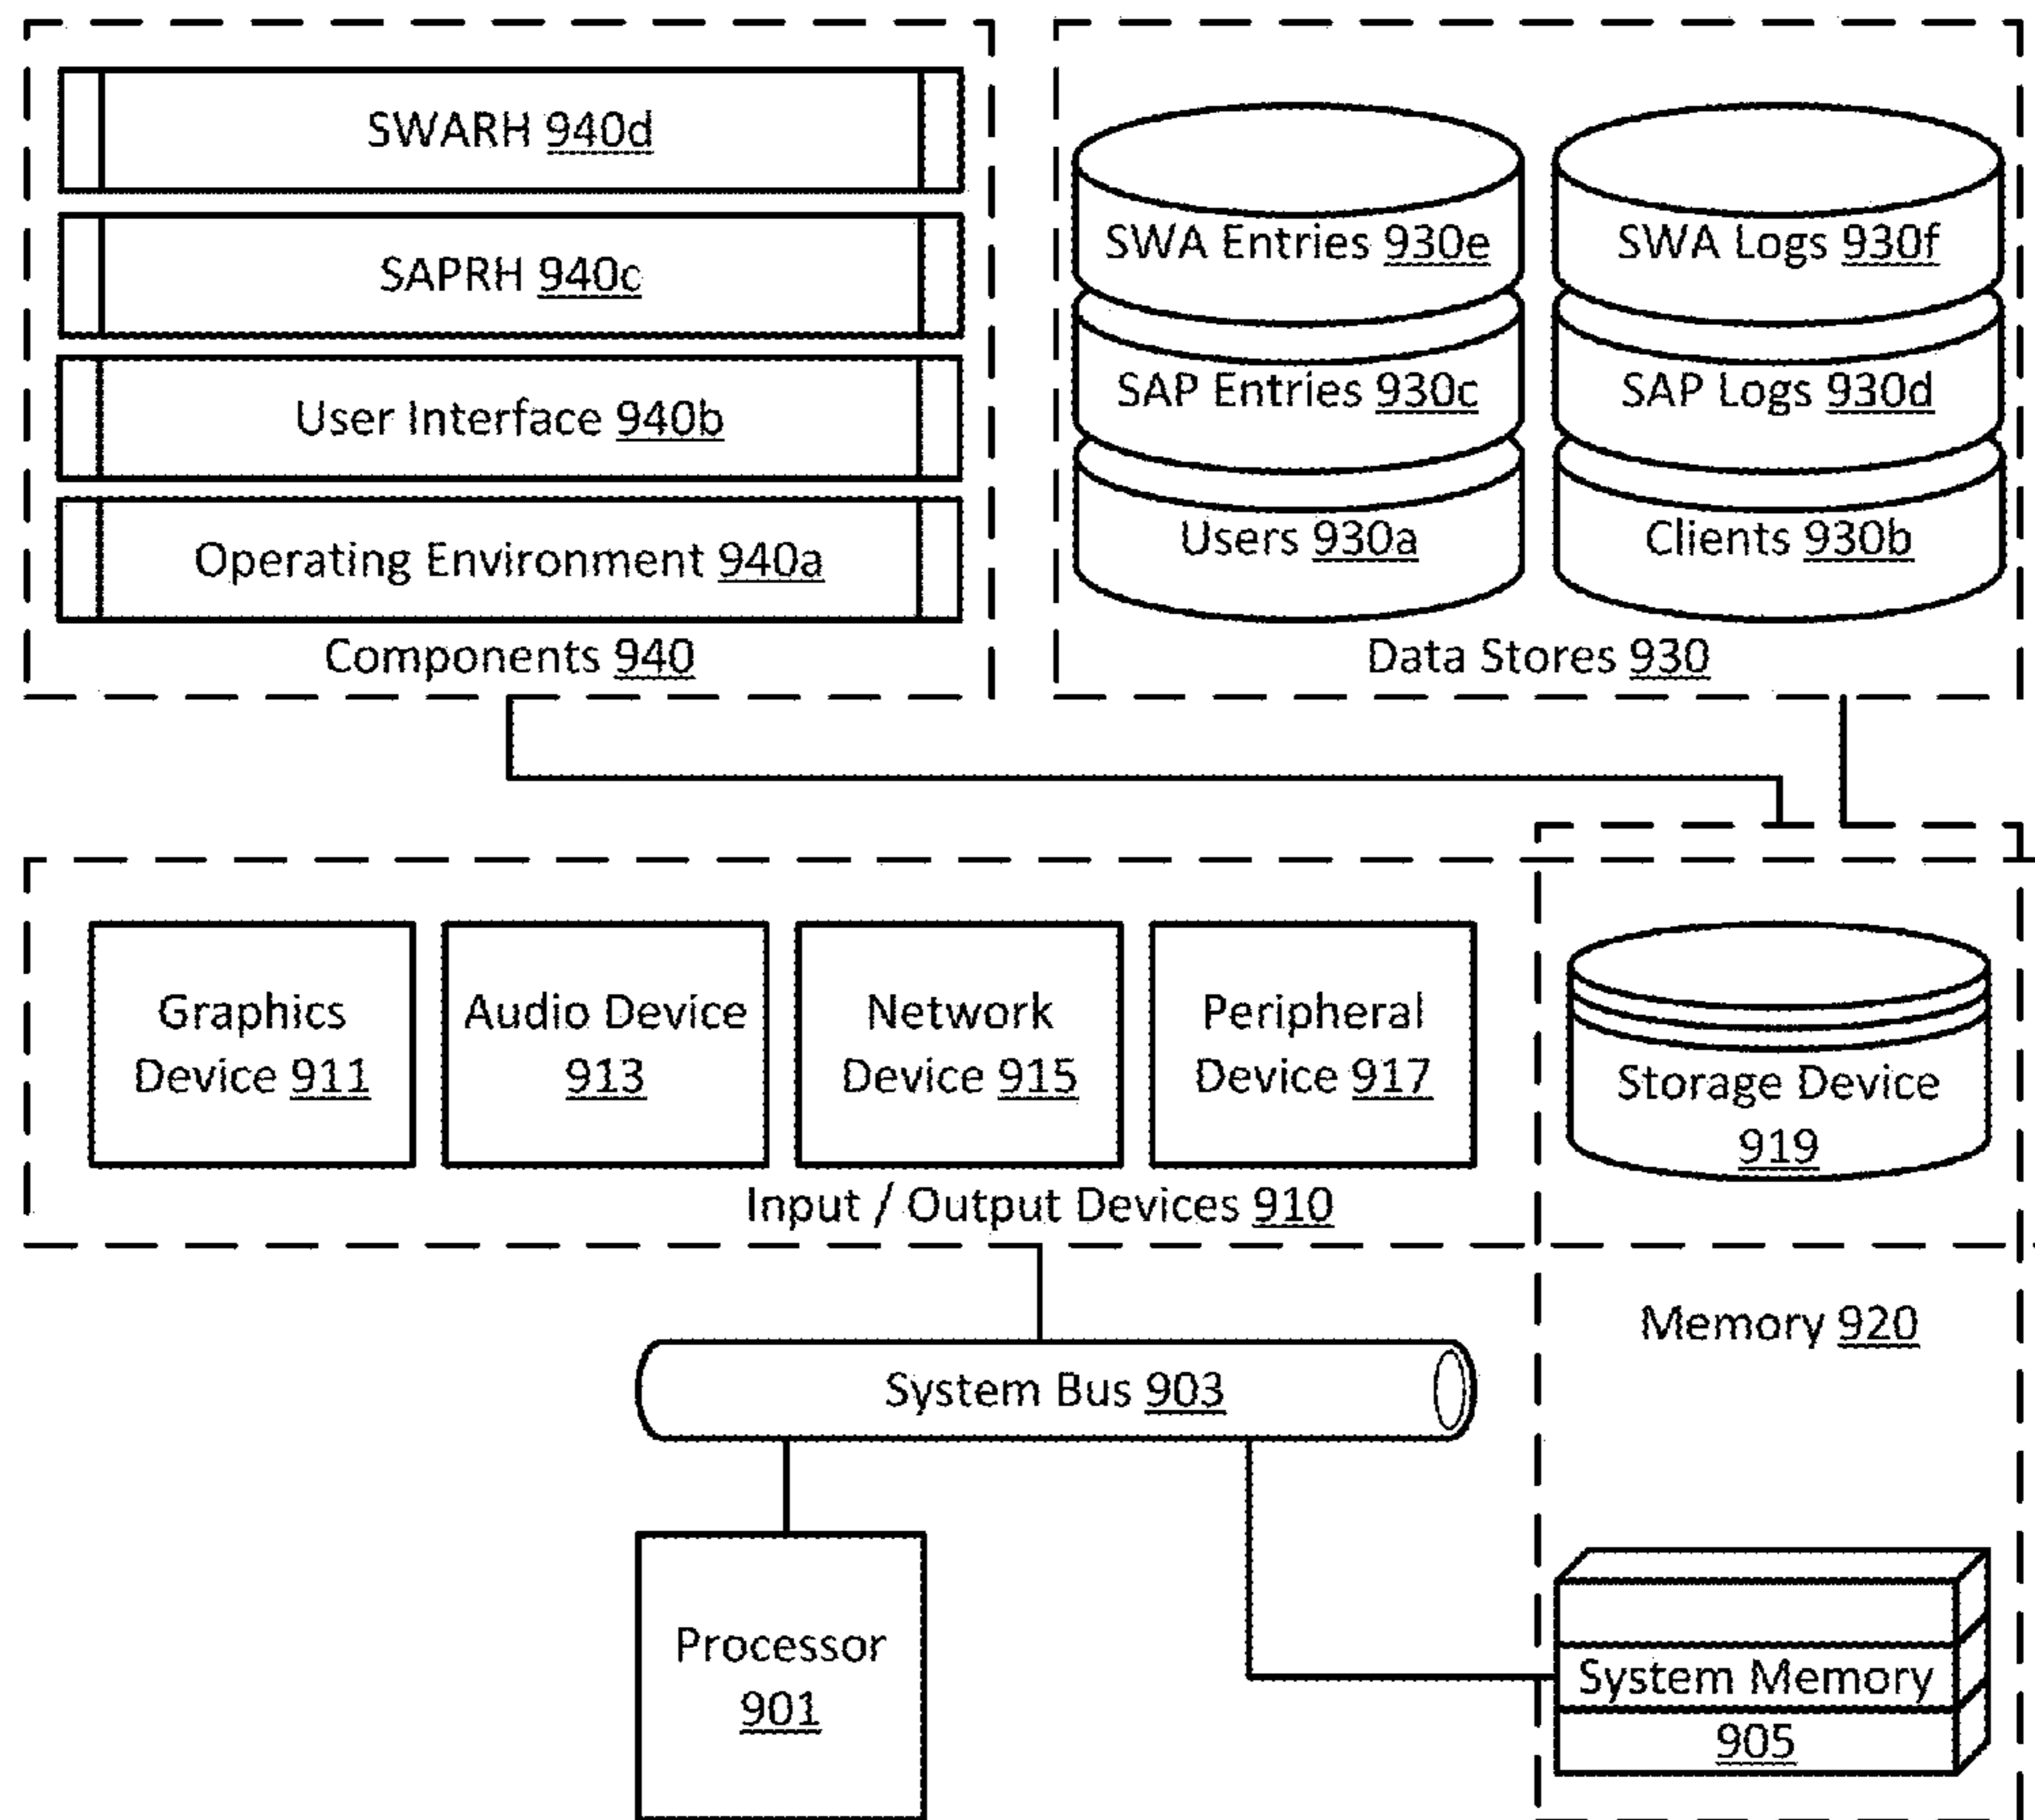 SWARH 940d
SAPRH 940c
User Interface 940b
Operating Environment 940a
Components 940
SWA Entries 930e
SWA Logs 930f
SAP Entries 930c
SAP Logs 930d
Users 930a
Clients 930b
Data Stores 930
Graphics
Device 911
Audio Device
913
Network
Device 915
Peripheral
Device 917
Storage Device
919
Input / Output Devices 910
Memory 920
System Bus 903
Processor
901
System Memory
905